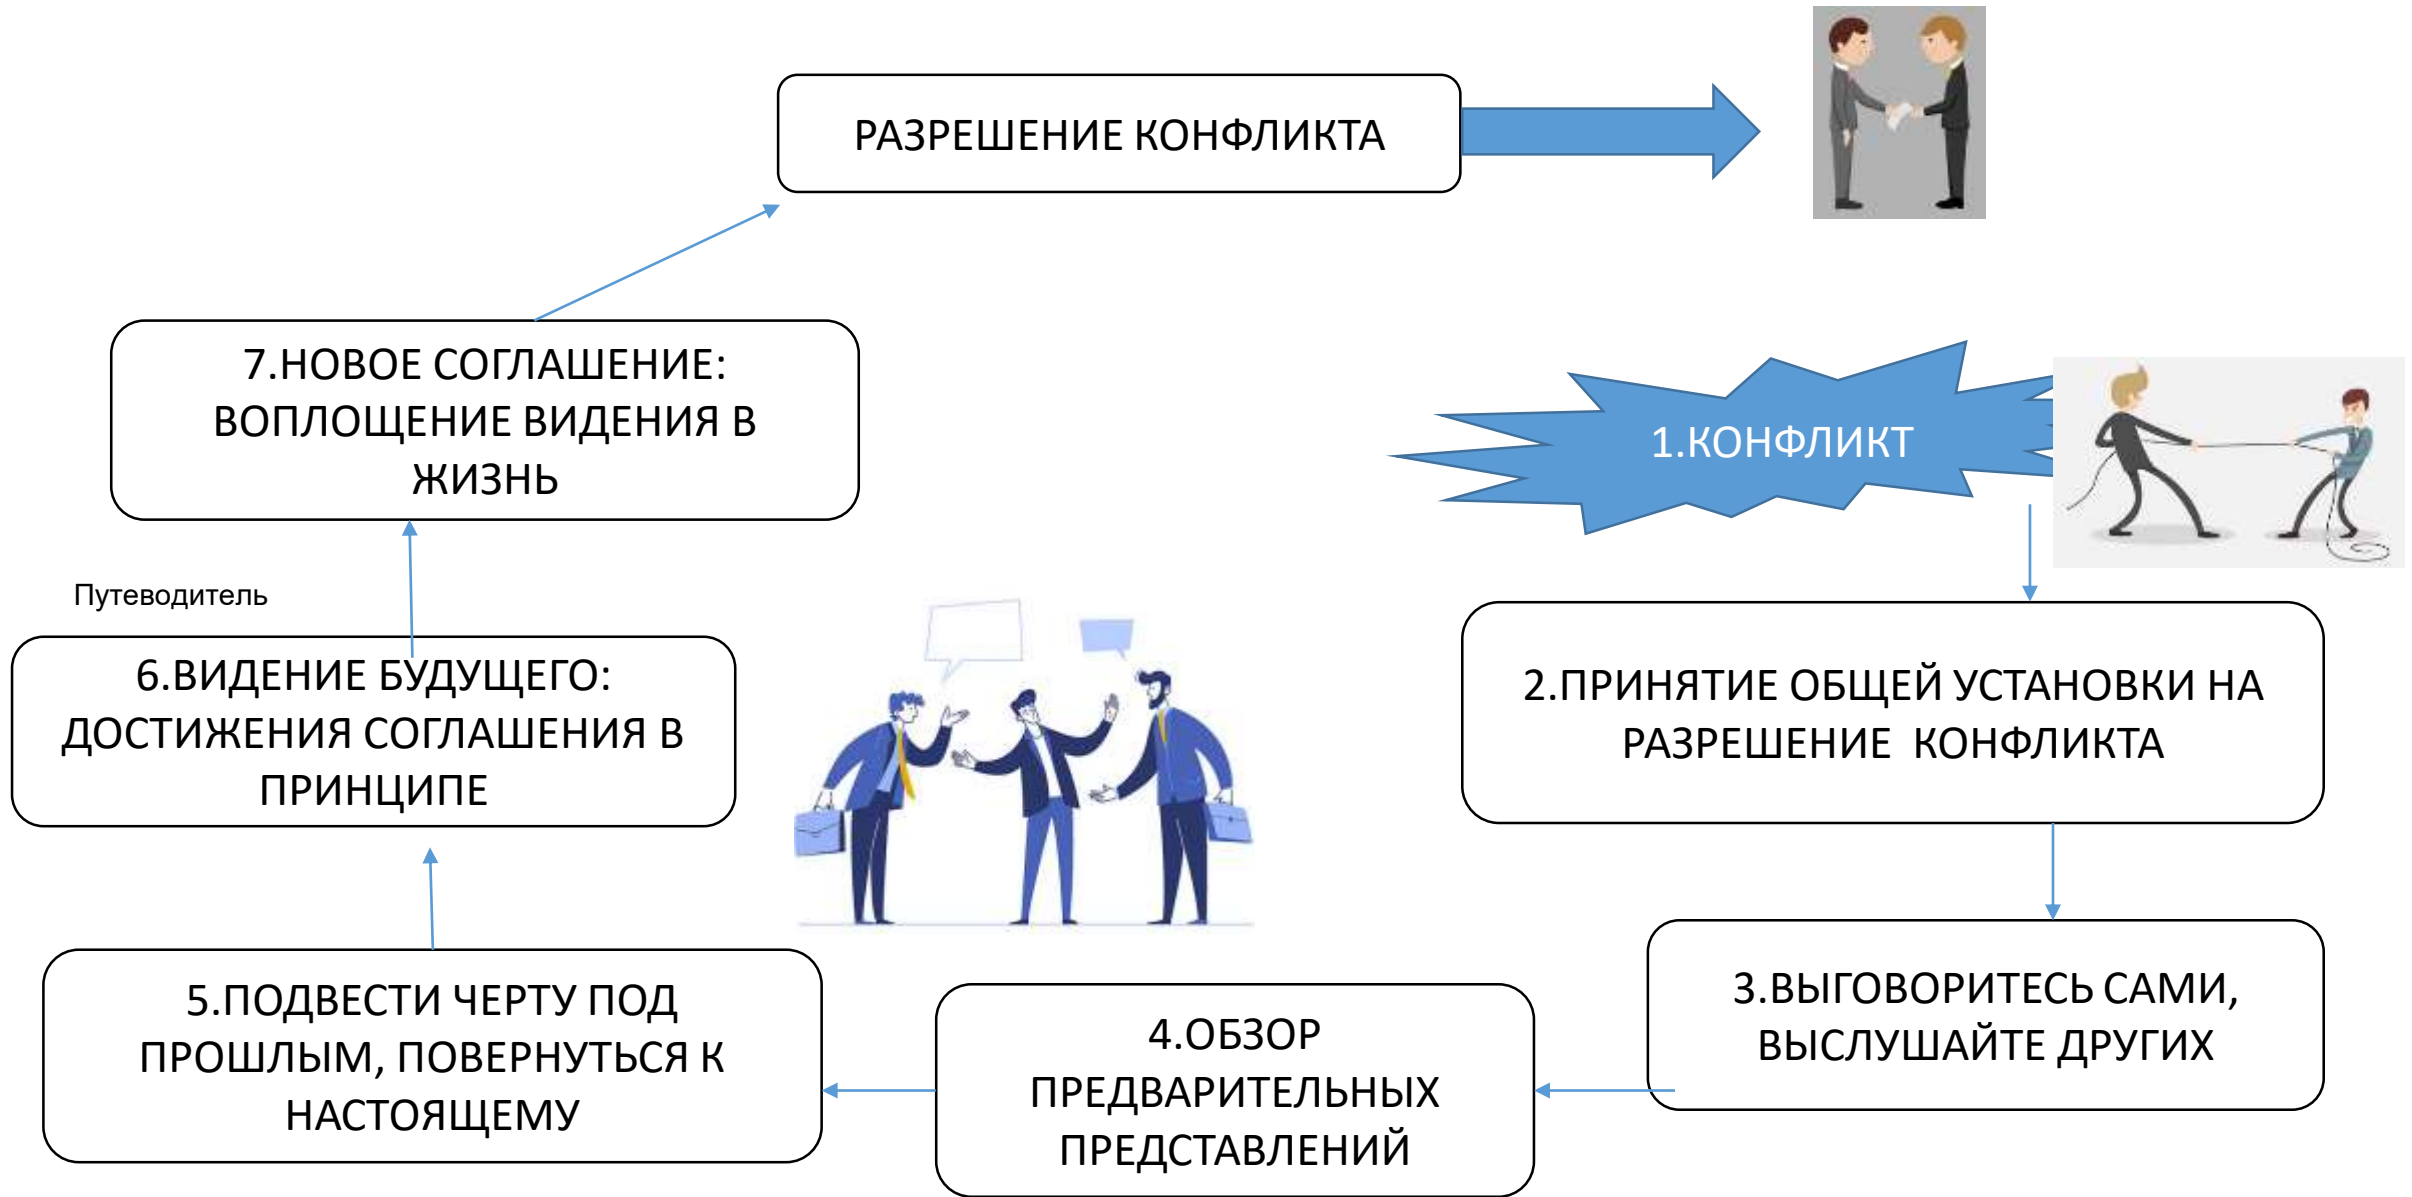 РАЗРЕШЕНИЕ КОНФЛИКТА
1.КОНФЛИКТ
2.ПРИНЯТИЕ ОБЩЕЙ УСТАНОВКИ НА
РАЗРЕШЕНИЕ  КОНФЛИКТА
3.ВЫГОВОРИТЕСЬ САМИ,
ВЫСЛУШАЙТЕ ДРУГИХ
4.ОБЗОР
ПРЕДВАРИТЕЛЬНЫХ
ПРЕДСТАВЛЕНИЙ
5.ПОДВЕСТИ ЧЕРТУ ПОД
ПРОШЛЫМ, ПОВЕРНУТЬСЯ К
НАСТОЯЩЕМУ
Путеводитель
6.ВИДЕНИЕ БУДУЩЕГО:
ДОСТИЖЕНИЯ СОГЛАШЕНИЯ В
ПРИНЦИПЕ
7.НОВОЕ СОГЛАШЕНИЕ:
ВОПЛОЩЕНИЕ ВИДЕНИЯ В
ЖИЗНЬ